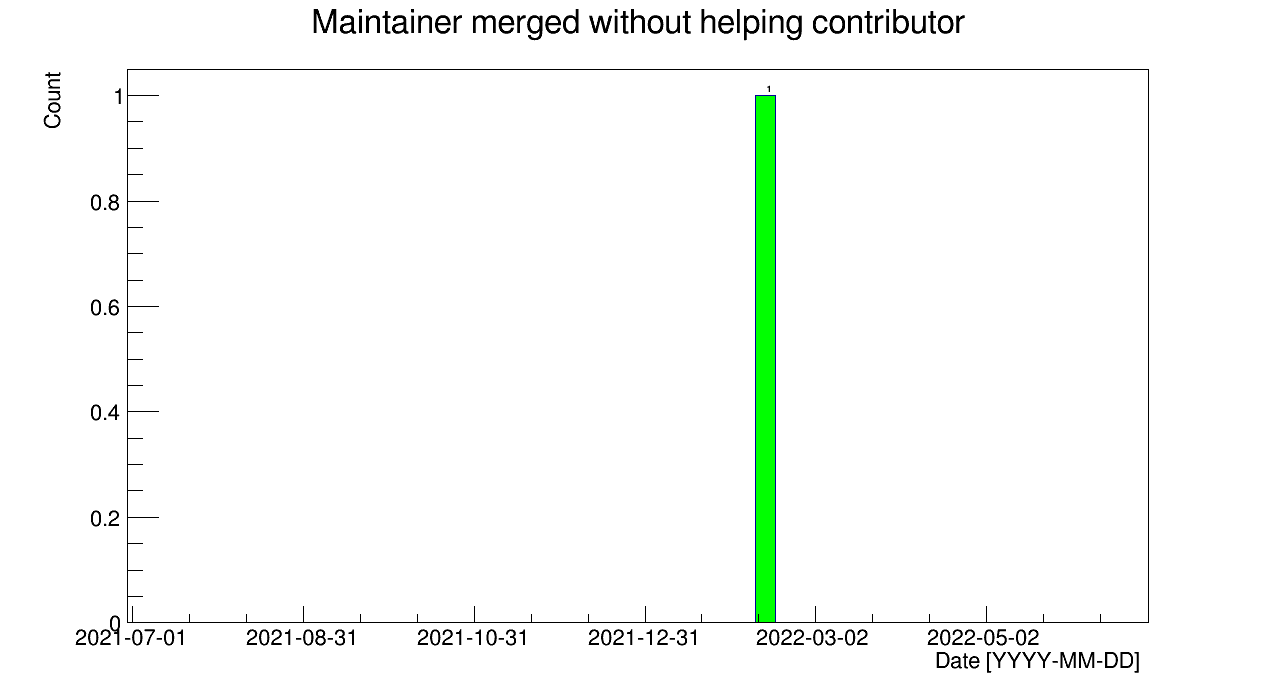 Maintainer merged without helping contributor
Count
1
1
0.8
0.6
0.4
0.2
0
2021-07-01 2021-08-31 2021-10-31 2021-12-31 2022-03-02 2022-05-02
Date [YYYY-MM-DD]